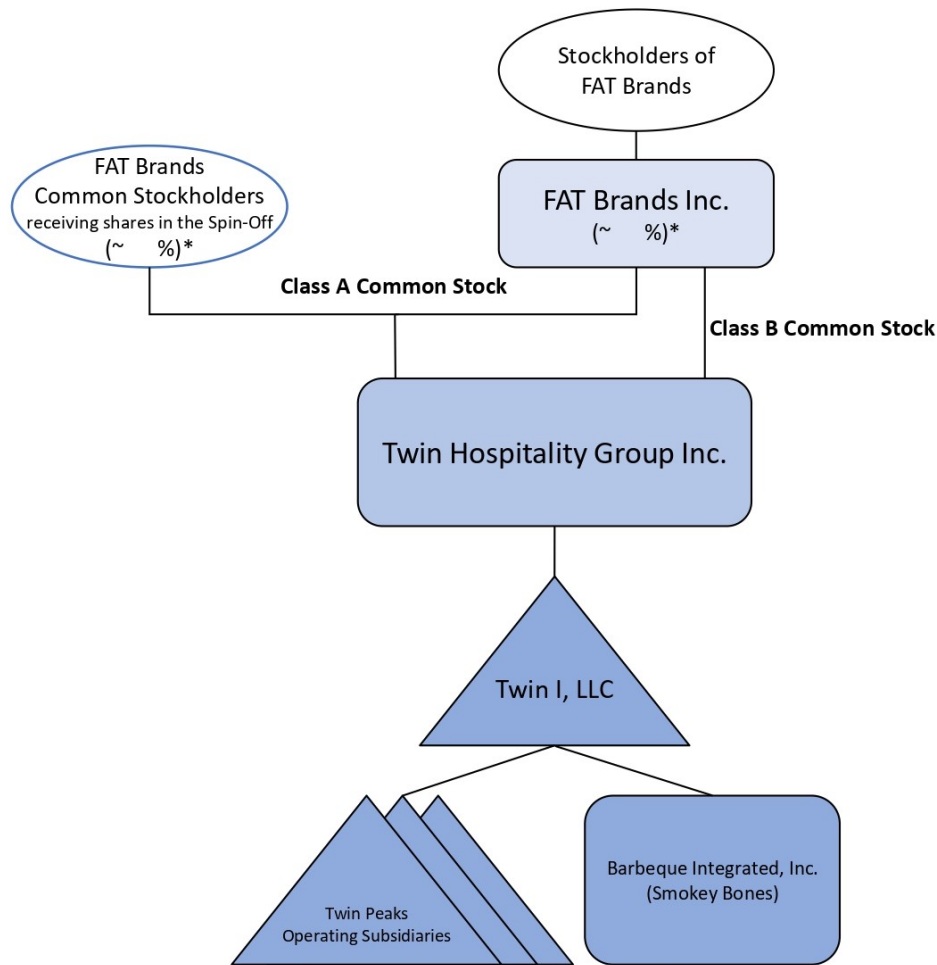 Stockholders of
FAT Brands
FAT Brands
Common Stockholders
receiving shares in the Spin-Off
(~ %)*
FAT Brands Inc.
(~ %)*
Class A Common Stock
Class B Common Stock
Twin Hospitality Group Inc.
Twin I, LLC
Twin Peaks
Operating Subsidiaries
Barbeque Integrated, Inc.
(Smokey Bones)